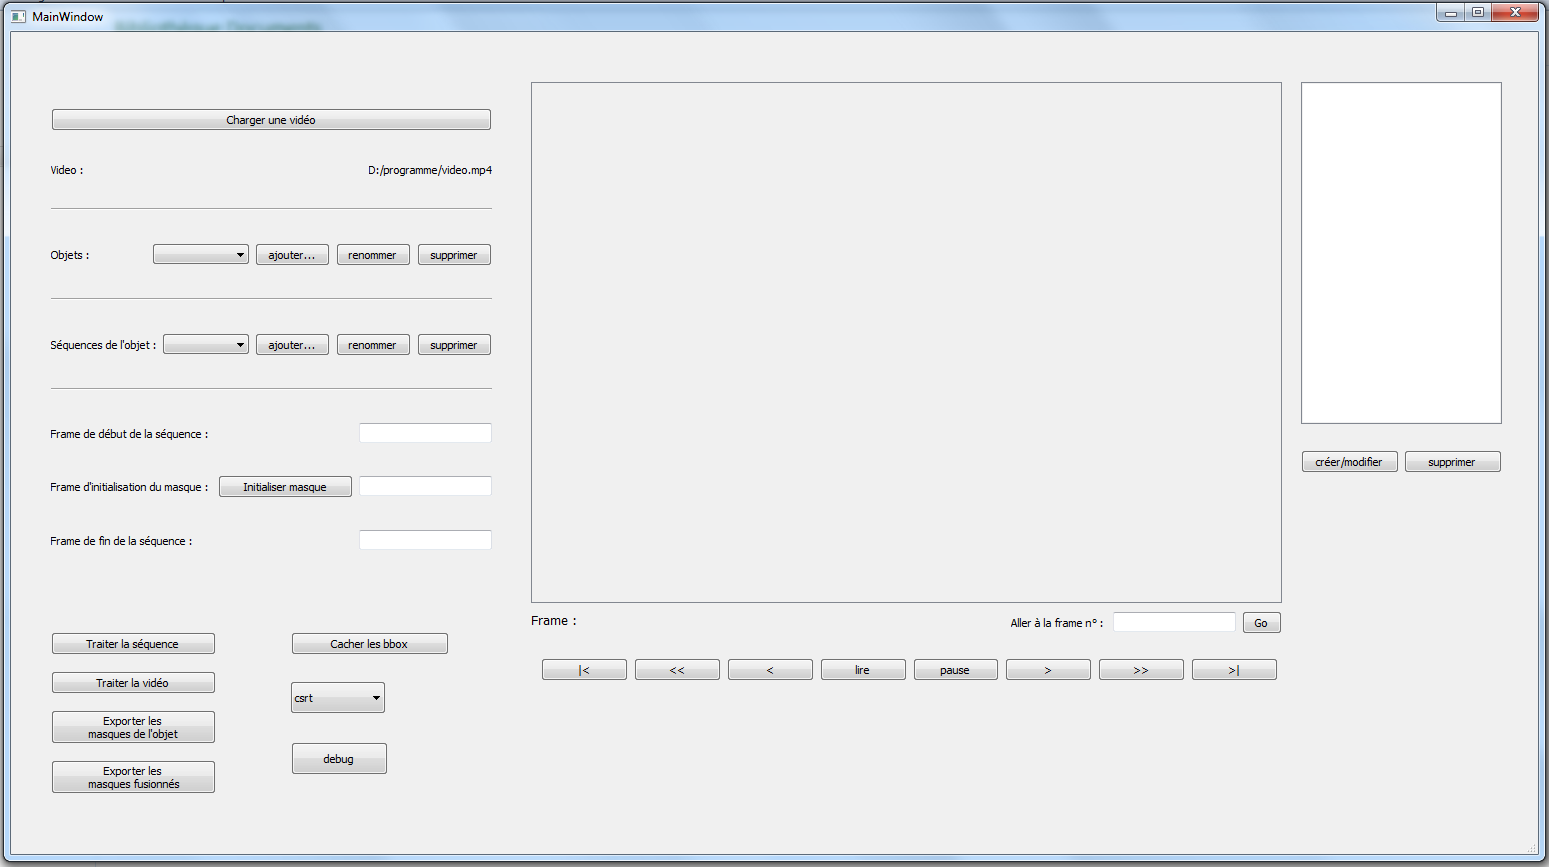 MainWindow
Charger une vidéo
Video : D:/programme/video.mp4
Objets : ajouter... renommer supprimer
Séquences de l'objet : ajouter... renommer supprimer
Frame de début de la séquence :
Frame d'initialisation du masque : Initialiser masque
Frame de fin de la séquence :
Traiter la séquence
Traiter la vidéo
Exporter les
masques de l'objet
Exporter les
masques fusionnés
Cacher les bbox
csrt
debug
Frame :
Aller à la frame n° : Go
|< << < lire pause > >> >|
créer/modifier supprimer